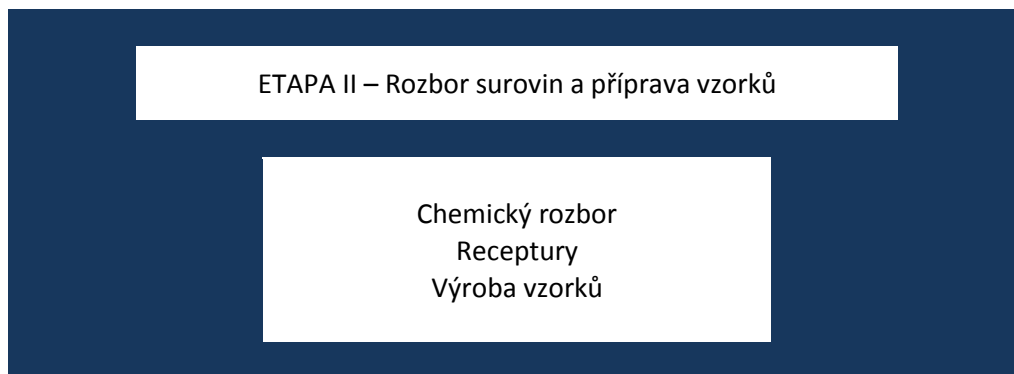 ETAPA II – Rozbor surovin a příprava vzorků
Chemický rozbor
Receptury
Výroba vzorků